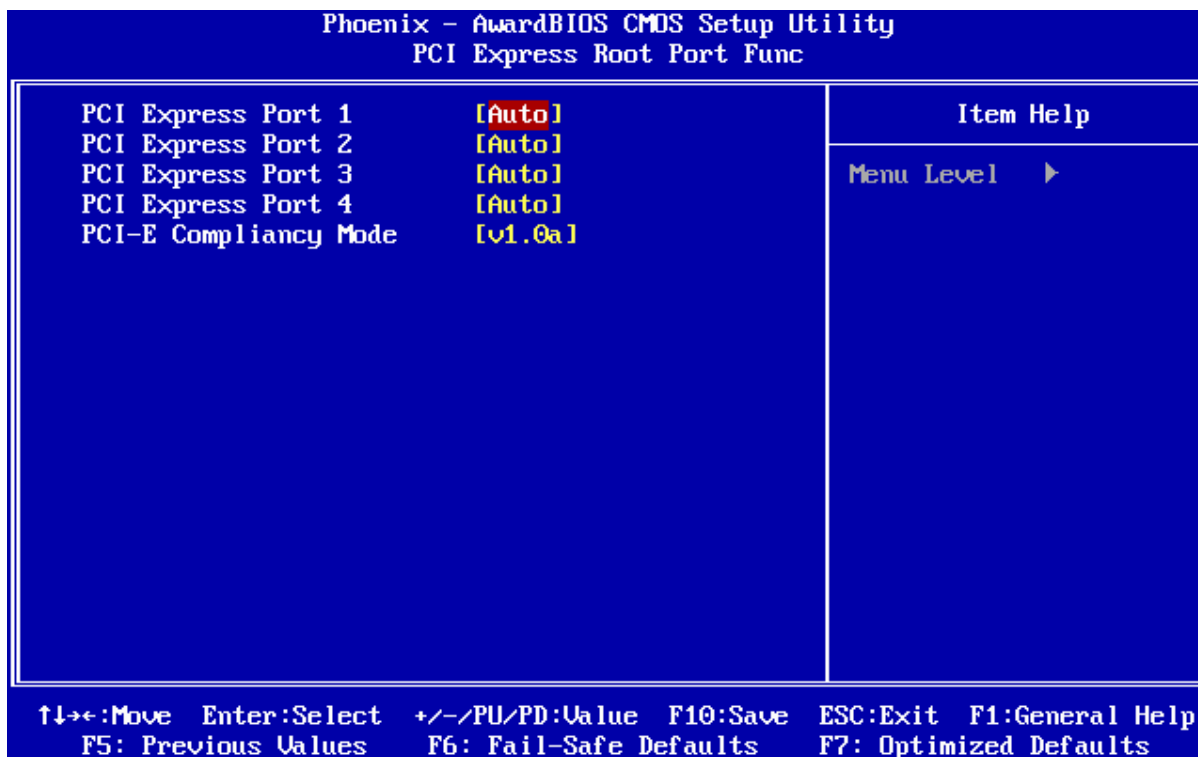 Phoenix - AwardBIOS CMOS Setup Utility
PCI Express Root Port Func
PCI Express Port 1 [Auto]
PCI Express Port 2 [Auto]
PCI Express Port 3 [Auto]
PCI Express Port 4 [Auto]
PCI-E Compliancy Mode [v1.0a]
Item Help
Menu Level ▶
↑↓→←:Move Enter:Select +/-/PU/PD:Value F10:Save ESC:Exit F1:General Help
F5: Previous Values F6: Fail-Safe Defaults F7: Optimized Defaults